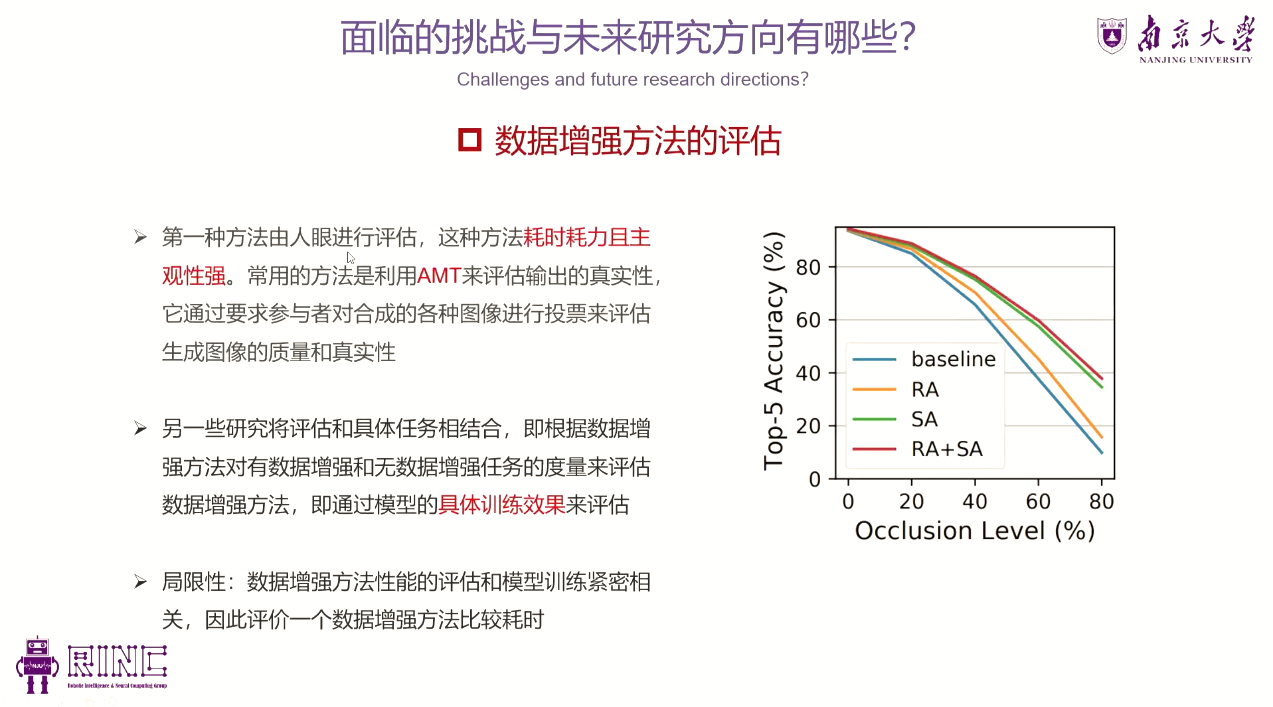 面临的挑战与未来研究方向有哪些？
Challenges and future research directions?
南京大学
NANJING UNIVERSITY
数据增强方法的评估
第一种方法由人眼进行评估，这种方法耗时耗力且主
观性强。常用的方法是利用AMT来评估输出的真实性，
它通过要求参与者对合成的各种图像进行投票来评估
生成图像的质量和真实性
另一些研究将评估和具体任务相结合，即根据数据增
强方法对有数据增强和无数据增强任务的度量来评估
数据增强方法，即通过模型的具体训练效果来评估
局限性：数据增强方法性能的评估和模型训练紧密相
关，因此评价一个数据增强方法比较耗时
Top-5 Accuracy (%)
80
60
40
20
0
baseline
RA
SA
RA+SA
0 20 40 60 80
Occlusion Level (%)
NJU
RINC
Robotic Intelligence & Neural Computing Group